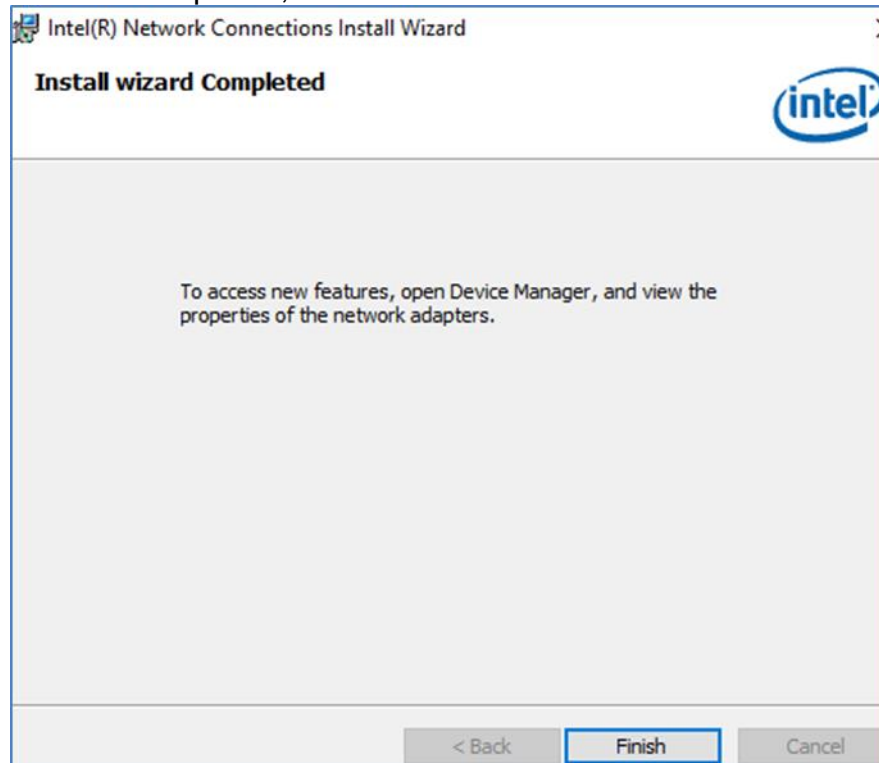 Intel(R) Network Connections Install Wizard
Install wizard Completed
intel
To access new features, open Device Manager, and view the
properties of the network adapters.
< Back
Finish
Cancel